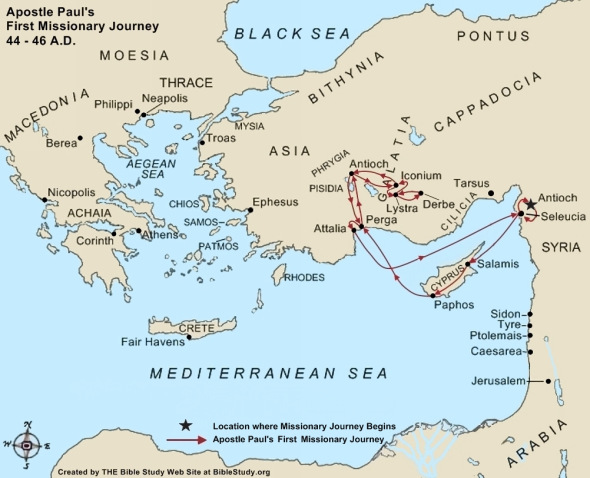 Apostle Paul's
First Missionary Journey
44 - 46 A.D.
BLACK SEA
PONTUS
MOESIA
BITHYNIA
THRACE
Neapolis
Philippi
MACEDONIA
CAPPADOCIA
MYSIA
Troas
Berea
ASIA
GALATIA
PHRYGIA
Antioch
Iconium
AEGEAN
SEA
PISIDIA
Tarsus
Nicopolis
CHIOS
Ephesus
Lystra
Derbe
CILICIA
Antioch
Seleucia
ACHAIA
SAMOS
Perga
Attalia
Corinth
Athens
PATMOS
SYRIA
Salamis
CYPRUS
RHODES
Paphos
Sidon
Tyre
CRETE
Ptolemais
Fair Havens
Caesarea
MEDITERRANEAN SEA
Jerusalem
ARABIA
Location where Missionary Journey Begins
Apostle Paul's First Missionary Journey
N
W
E
S
Created by THE Bible Study Web Site at BibleStudy.org